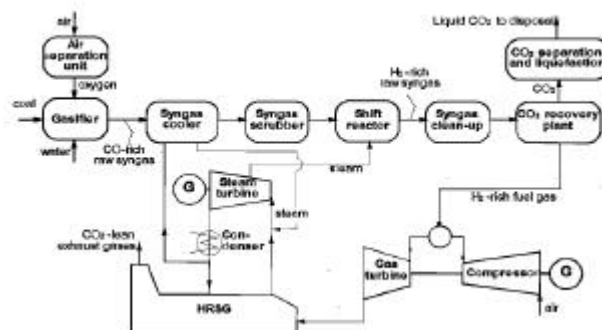 air
Liquid CO₂ to disposal
Air
separation
unit
CO₂ separation
and liquefaction
oxygen
H₂-rich
raw syngas
CO₂
coal
Gasifier
Syngas
cooler
Syngas
scrubber
Shift
reactor
Syngas
clean-up
CO₂ recovery
plant
water
CO-rich
raw syngas
steam
G
Steam
turbine
H₂-rich fuel gas
steam
CO₂-lean
exhaust gases
Con-
denser
Gas
turbine
Compressor
G
HRSG
air